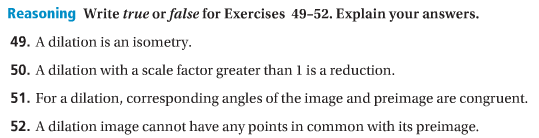 Reasoning Write true or false for Exercises 49–52. Explain your answers.
49. A dilation is an isometry.
50. A dilation with a scale factor greater than 1 is a reduction.
51. For a dilation, corresponding angles of the image and preimage are congruent.
52. A dilation image cannot have any points in common with its preimage.